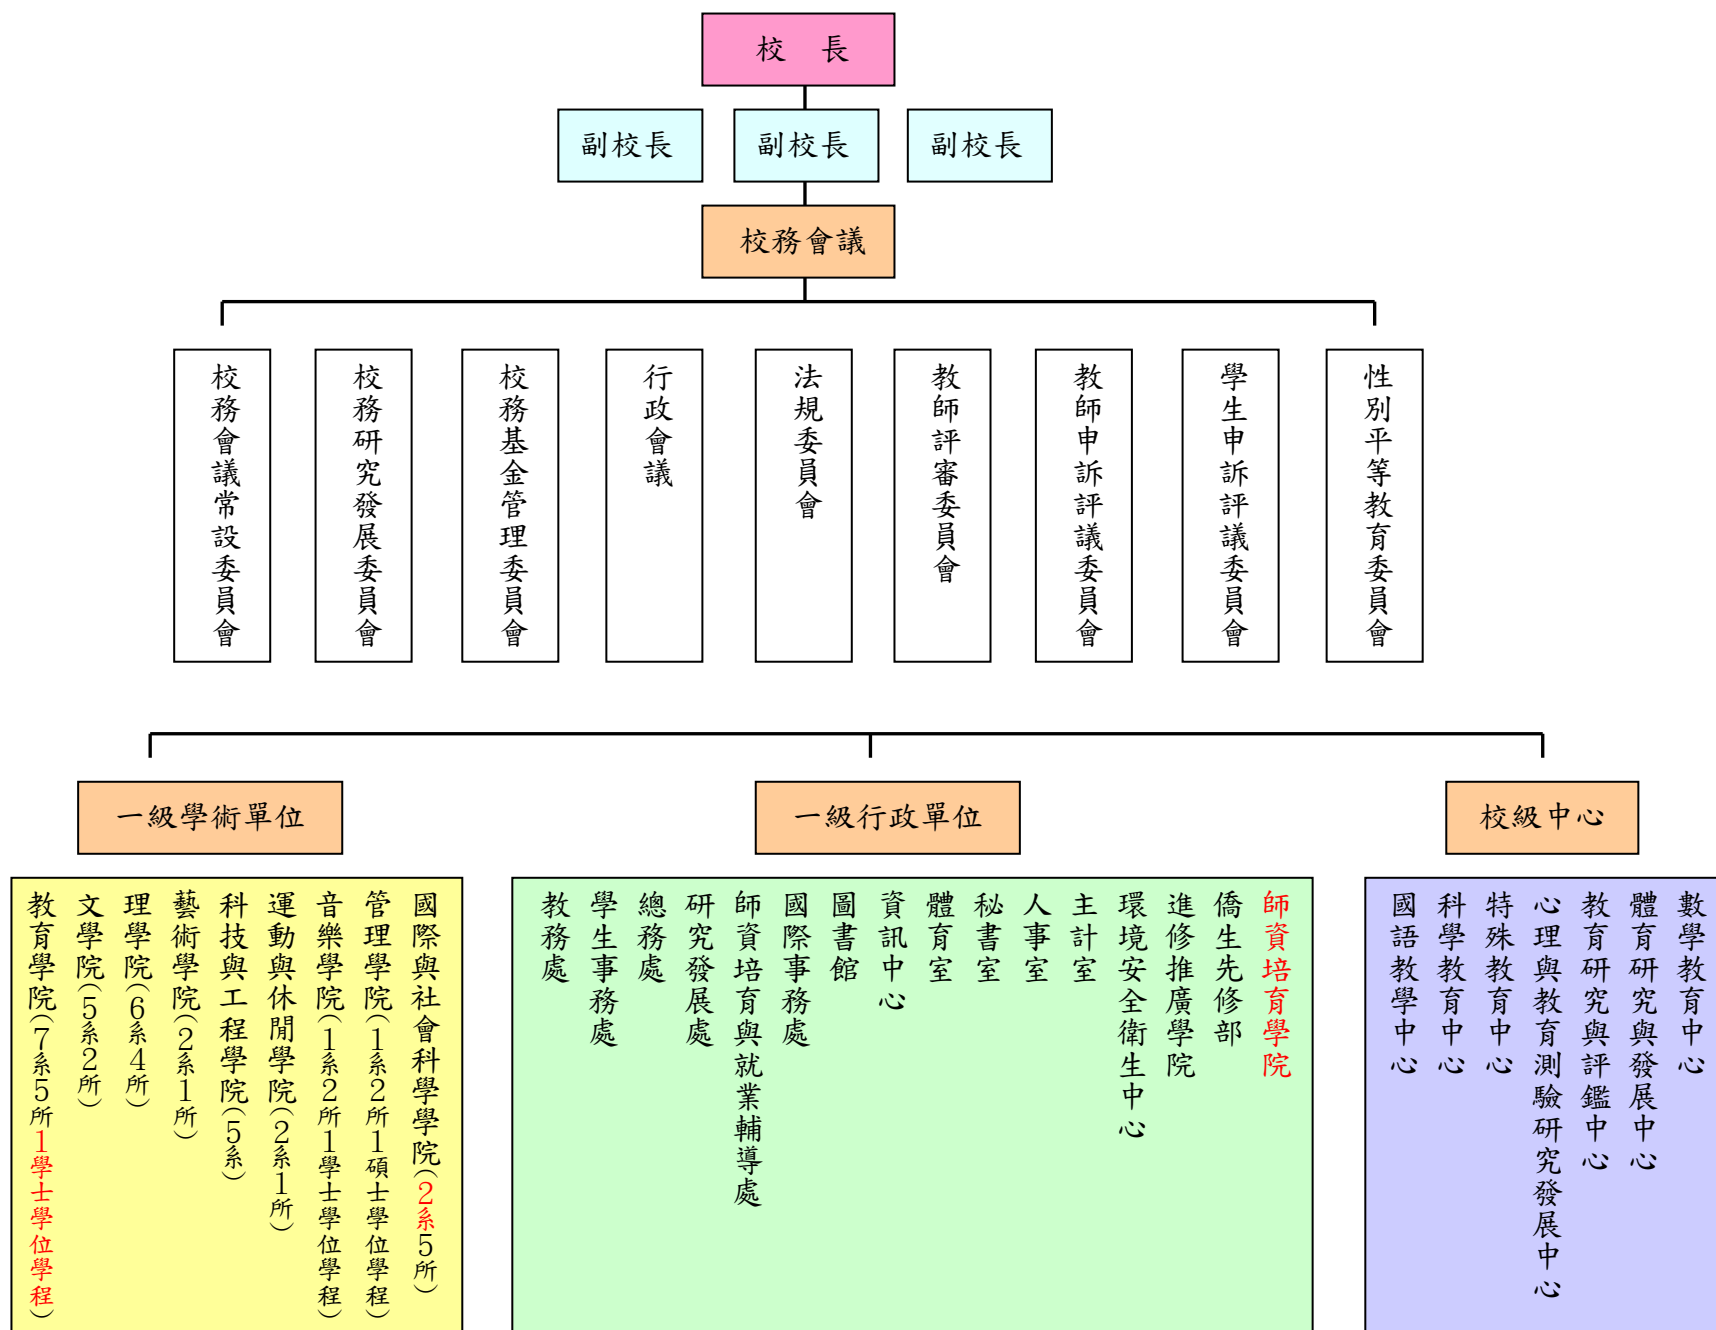 校 長
副校長
副校長
副校長
校務會議
校務會議常設委員會
校務研究發展委員會
校務基金管理委員會
行政會議
法規委員會
教師評審委員會
教師申訴評議委員會
學生申訴評議委員會
性別平等教育委員會
一級學術單位
一級行政單位
校級中心
教育學院(7系5所1學士學位學程)
文學院(5系2所)
理學院(6系4所)
藝術學院(2系1所)
科技與工程學院(5系)
運動與休閒學院(2系1所)
音樂學院(1系2所1學士學位學程)
管理學院(1系2所1碩士學位學程)
國際與社會科學學院(2系5所)
教務處
學生事務處
總務處
研究發展處
師資培育與就業輔導處
國際事務處
圖書館
資訊中心
體育室
秘書室
人事室
主計室
環境安全衛生中心
進修推廣學院
僑生先修部
師資培育學院
國語教學中心
科學教育中心
特殊教育中心
心理與教育測驗研究發展中心
教育研究與評鑑中心
體育研究與發展中心
數學教育中心